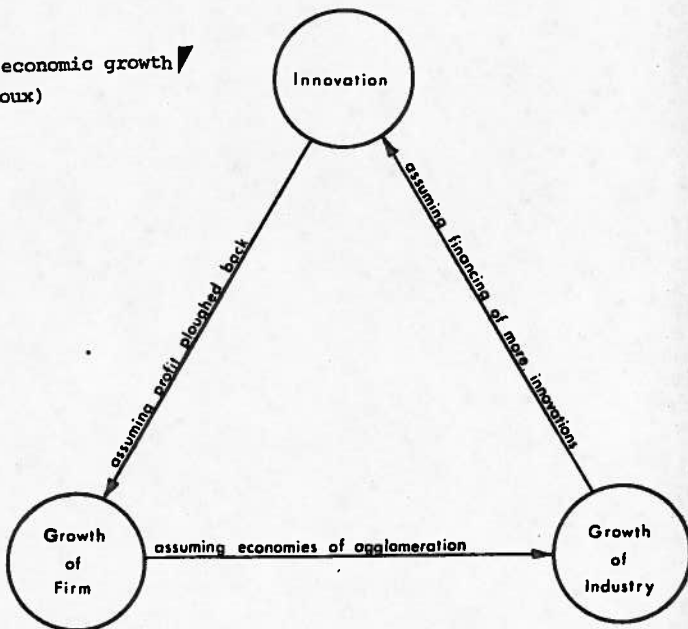 economic growth
oux)
Innovation
assuming profit ploughed back
assuming financing of more innovations
Growth
of
Firm
assuming economies of agglomeration
Growth
of
Industry